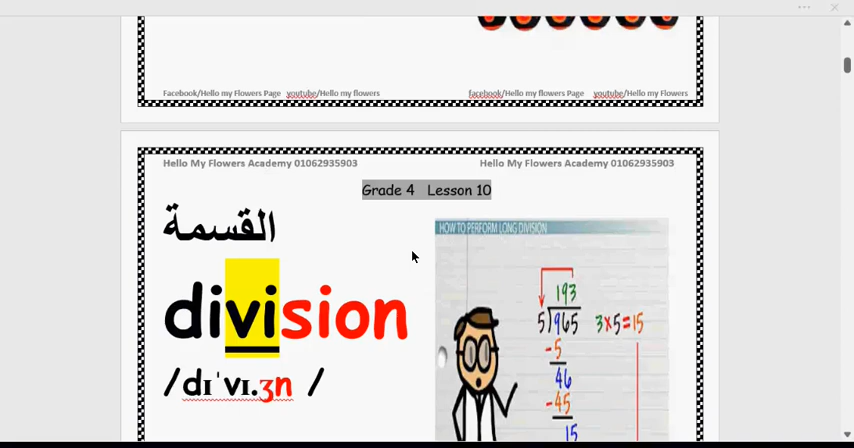 Facebook/Hello my Flowers Page youtube/Hello my flowers
facebook/Hello my flowers Page youtube/Hello my Flowers
Hello My Flowers Academy 01062935903
Hello My Flowers Academy 01062935903
Grade 4 Lesson 10
القسمة
division
/dɪˈvɪ.ʒn /
HOW TO PERFORM LONG DIVISION
193
5)965 3×5=15
-5
46
-45
15